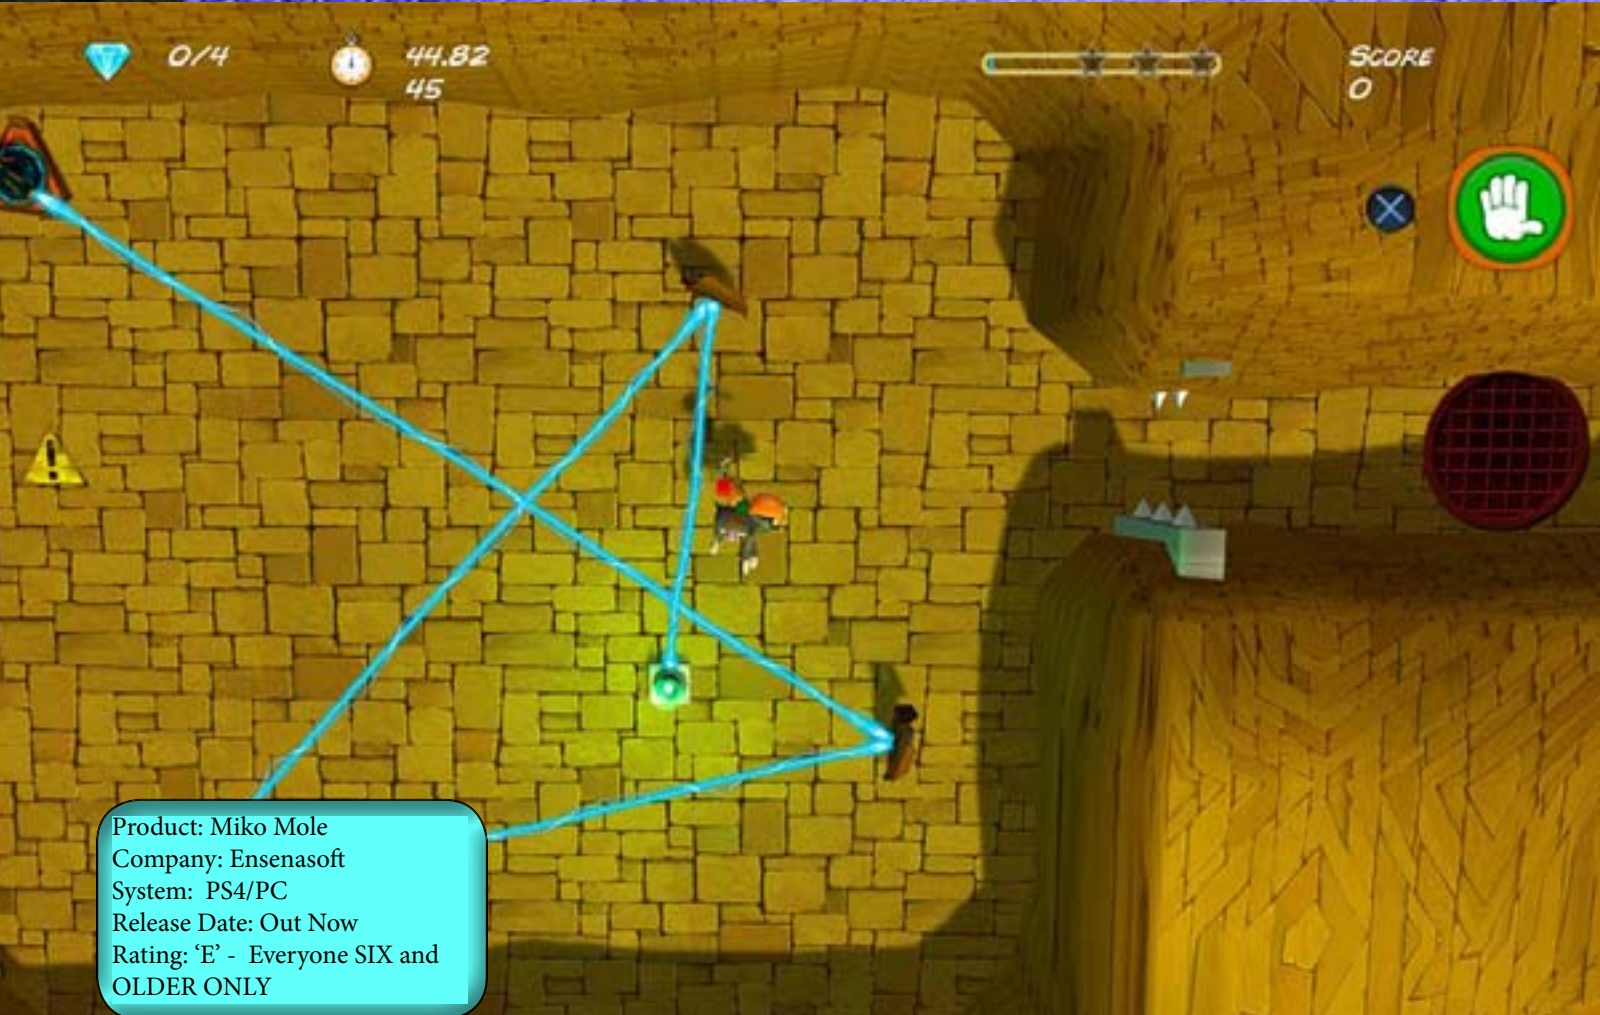 0/4
44.82
45
SCORE
0
Product: Miko Mole
Company: Ensenasoft
System:  PS4/PC
Release Date: Out Now
Rating: ‘E’ -  Everyone SIX and
OLDER ONLY